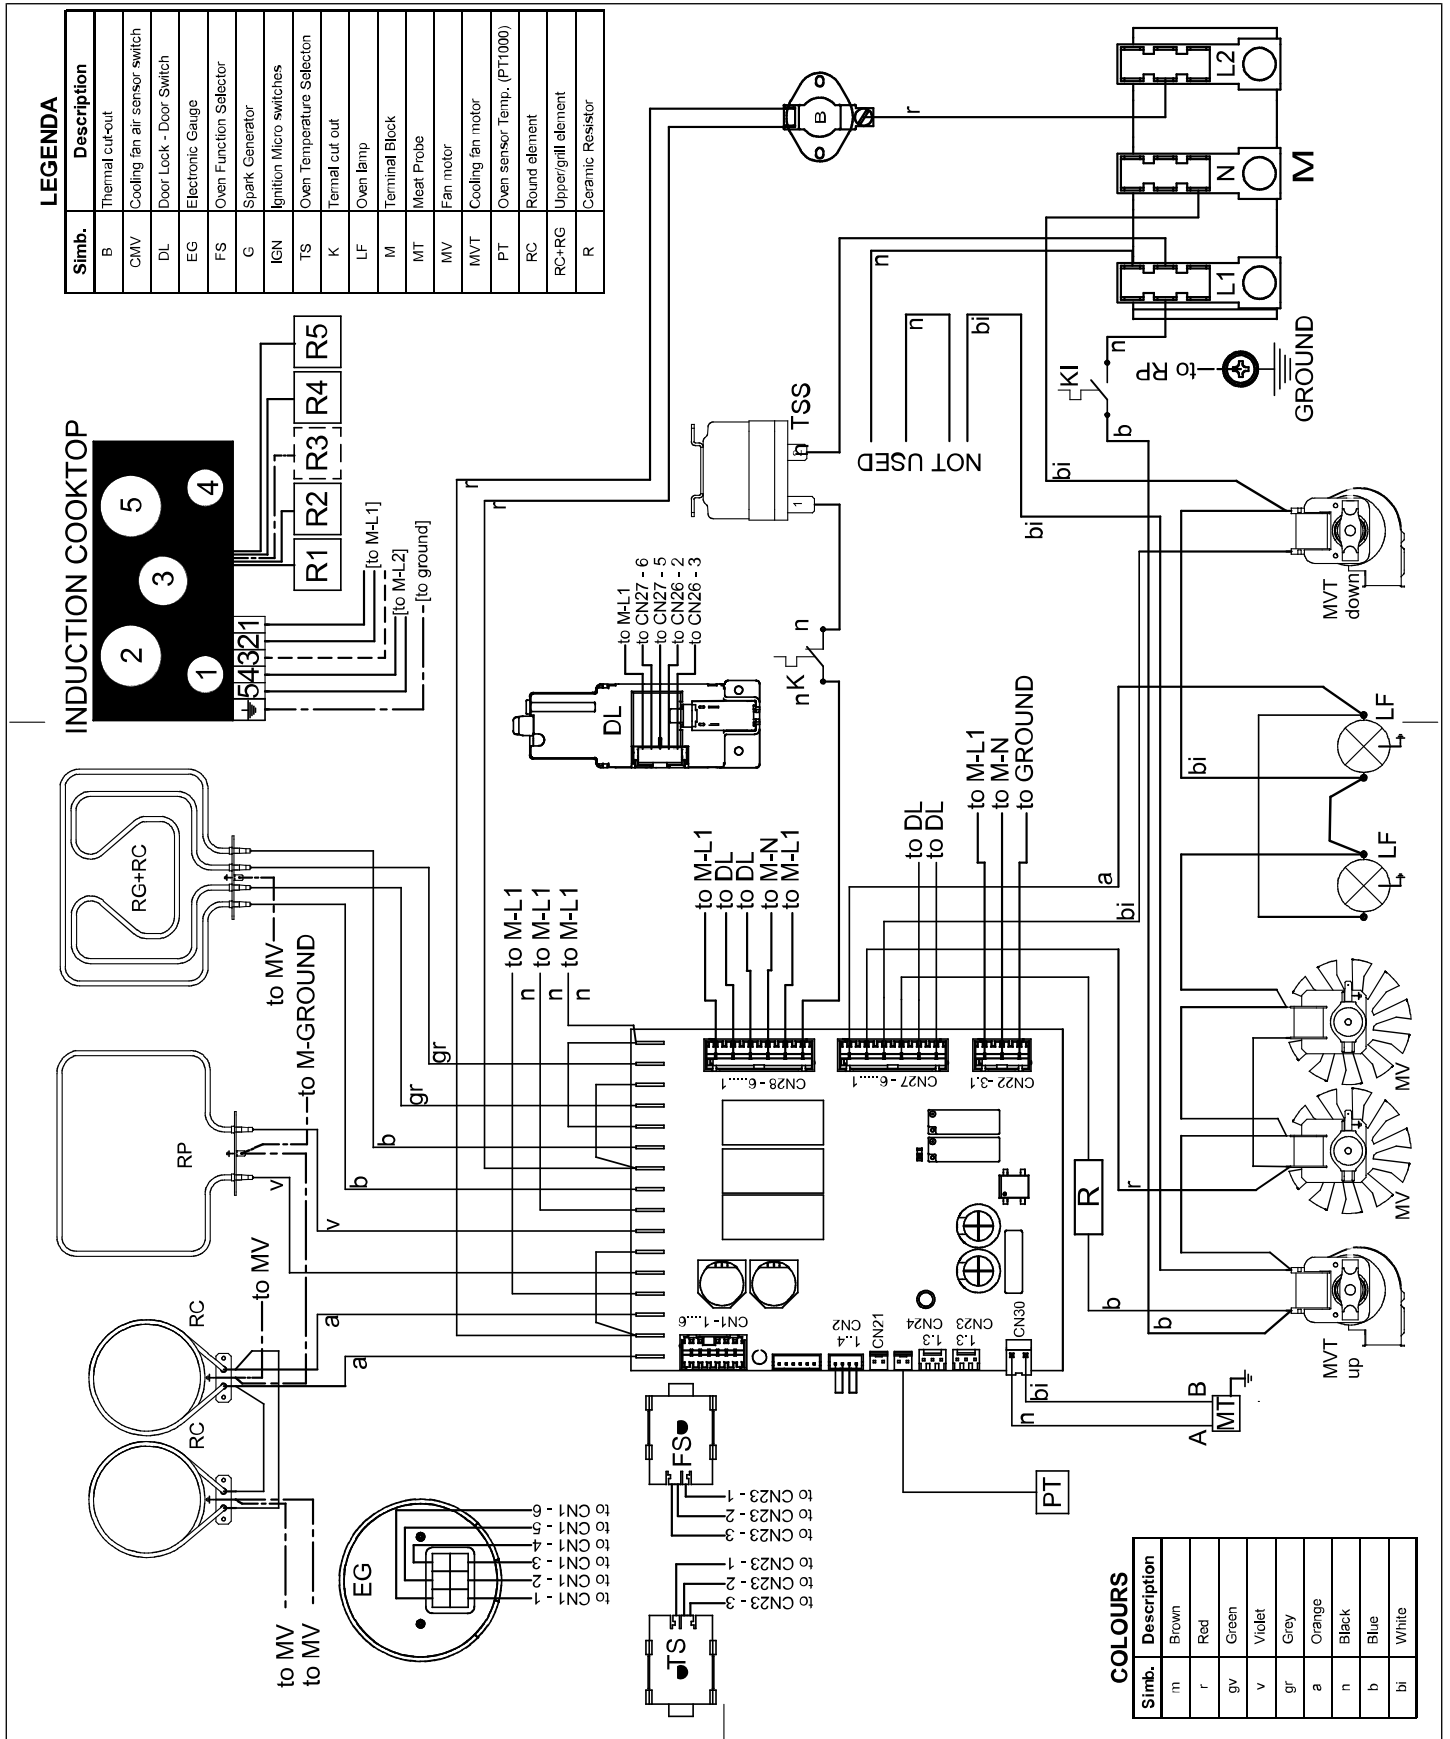 LEGENDA
Simb. Description
B Thermal cut-out
CMV Cooling fan air sensor switch
DL Door Lock - Door Switch
EG Electronic Gauge
FS Oven Function Selector
G Spark Generator
IGN Ignition Micro switches
TS Oven Temperature Selecton
K Termal cut out
LF Oven lamp
M Terminal Block
MT Meat Probe
MV Fan motor
MVT Cooling fan motor
PT Oven sensor Temp. (PT1000)
RC Round element
RC+RG Upper/grill element
R Ceramic Resistor
INDUCTION COOKTOP
1
2
3
4
5
R1
R2
R3
R4
R5
54321
[to M-L1]
[to M-L2]
[to ground]
RG+RC
to MV
to M-GROUND
RP
v
v
to MV
RC
RC
a
a
to MV
to MV
gr
gr
b
b
r
r
n
n
n
to M-L1
to M-L1
to M-L1
DL
to M-L1
to CN27 - 6
to CN27 - 5
to CN26 - 2
to CN26 - 3
TSS
1
2
K
n
n
B
r
L2
N
L1
M
n
NOT USED
n
bi
KI
n
b
to RP
GROUND
bi
bi
MVT
down
to M-L1
to DL
to DL
to M-N
to M-L1
to DL
to DL
to M-L1
to M-N
to GROUND
a
bi
bi
LF
LF
MV
MV
r
R
b
b
MVT
up
CN28 - 6....1
CN27 - 6....1
CN22 -3.1
CN1 - 1....6
CN2
1..4
CN21
CN24
1.3
CN23
1.3
CN30
n
bi
A
B
MT
PT
EG
to CN1 - 1
to CN1 - 2
to CN1 - 3
to CN1 - 4
to CN1 - 5
to CN1 - 6
FS
to CN23 - 1
to CN23 - 2
to CN23 - 3
TS
to CN23 - 1
to CN23 - 2
to CN23 - 3
COLOURS
Simb. Description
m Brown
r Red
gv Green
v Violet
gr Grey
a Orange
n Black
b Blue
bi White